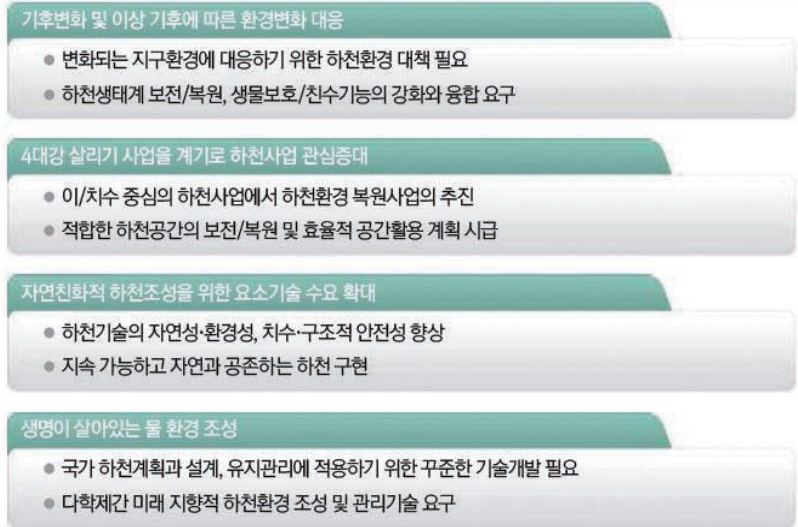 기후변화 및 이상 기후에 따른 환경변화 대응
● 변화되는 지구환경에 대응하기 위한 하천환경 대책 필요
● 하천생태계 보전/복원, 생물보호/친수기능의 강화와 융합 요구
4대강 살리기 사업을 계기로 하천사업 관심증대
● 이/치수 중심의 하천사업에서 하천환경 복원사업의 추진
● 적합한 하천공간의 보전/복원 및 효율적 공간활용 계획 시급
자연친화적 하천조성을 위한 요소기술 수요 확대
● 하천기술의 자연성·환경성, 치수·구조적 안전성 향상
● 지속 가능하고 자연과 공존하는 하천 구현
생명이 살아있는 물 환경 조성
● 국가 하천계획과 설계, 유지관리에 적용하기 위한 꾸준한 기술개발 필요
● 다학제간 미래 지향적 하천환경 조성 및 관리기술 요구